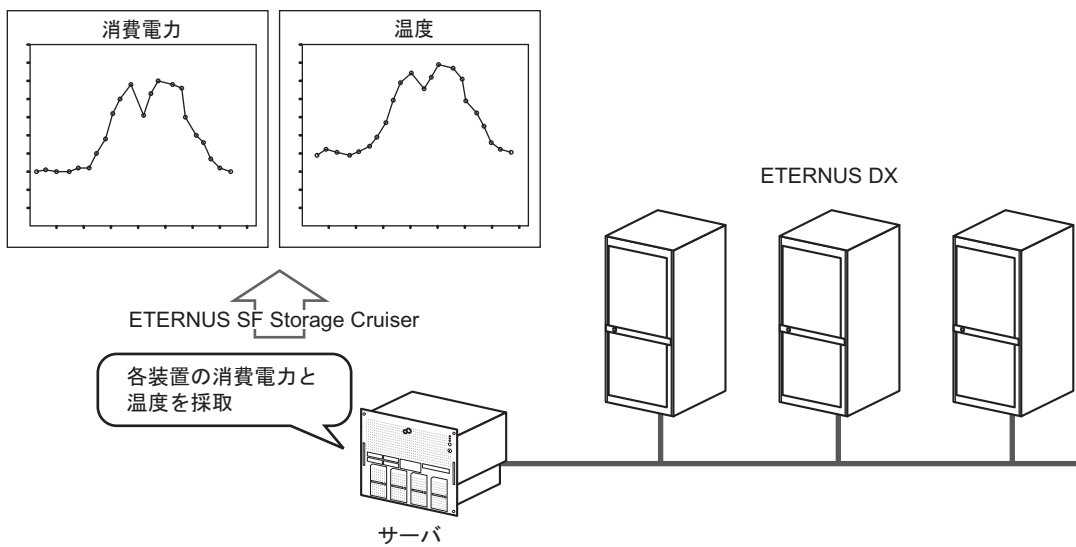 消費電力
温度
ETERNUS DX
ETERNUS SF Storage Cruiser
各装置の消費電力と
温度を採取
サーバ